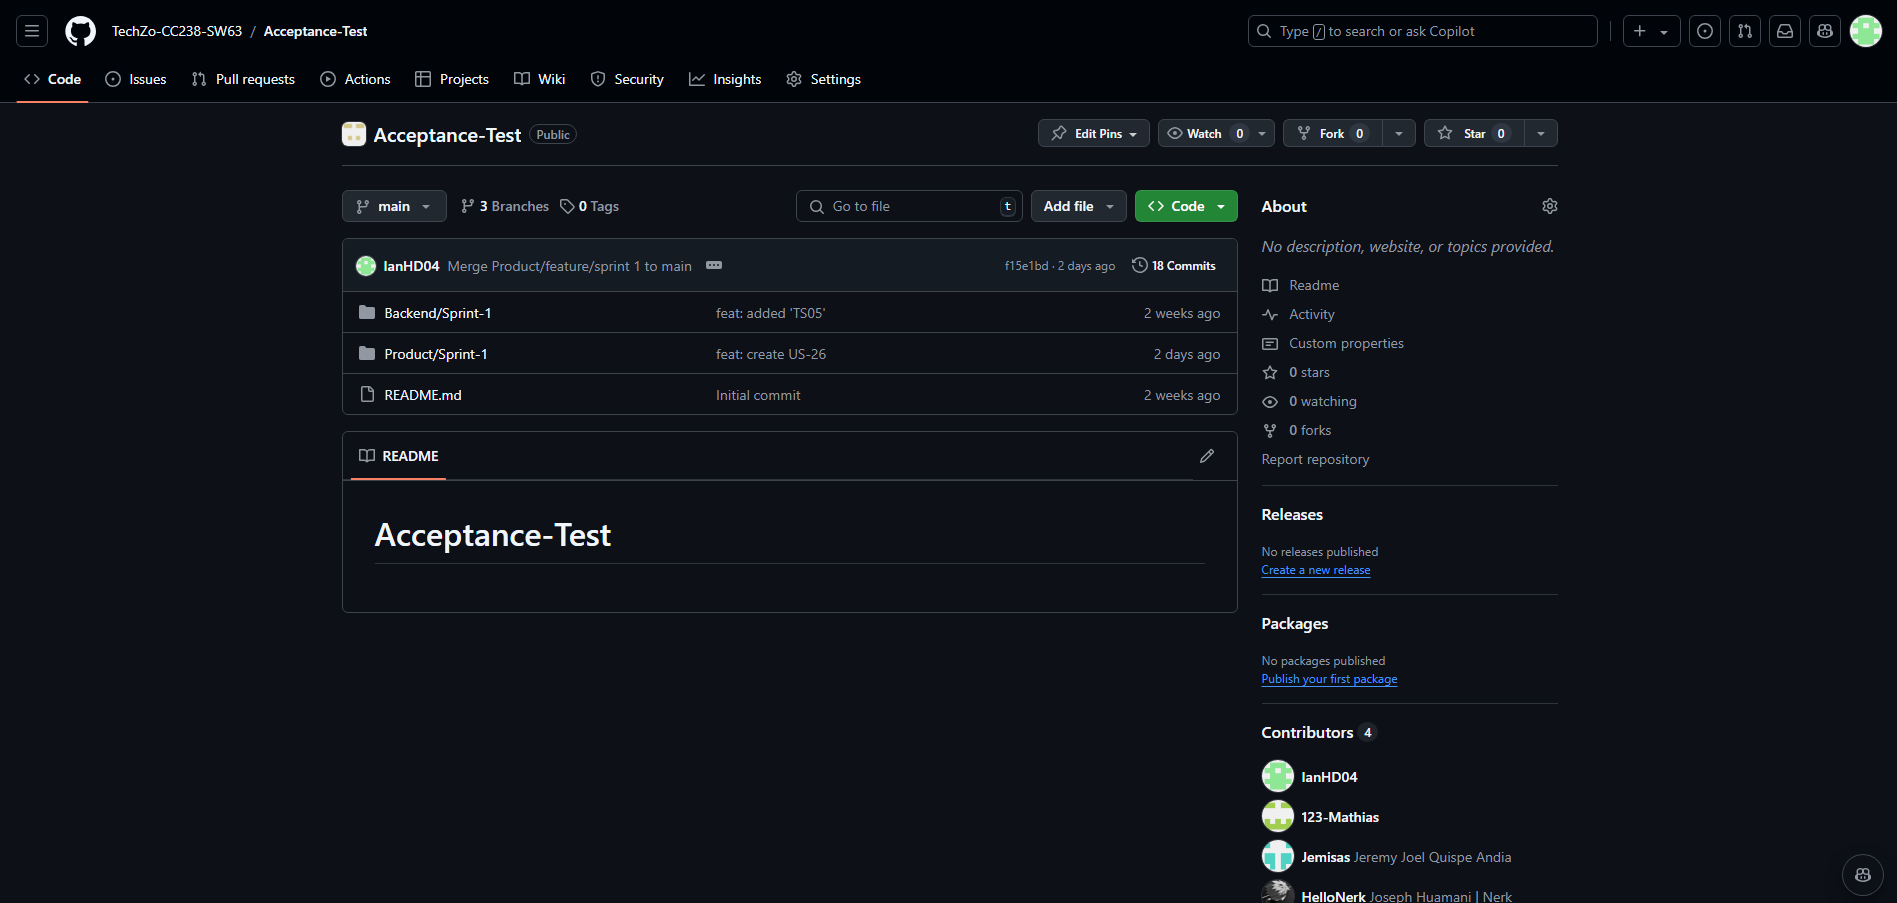 TechZo-CC238-SW63 / Acceptance-Test
Type / to search or ask Copilot
Code Issues Pull requests Actions Projects Wiki Security Insights Settings
Acceptance-Test Public
Edit Pins Watch 0 Fork 0 Star 0
main 3 Branches 0 Tags Go to file t Add file Code
IanHD04 Merge Product/feature/sprint 1 to main f15e1bd · 2 days ago 18 Commits
Backend/Sprint-1 feat: added 'TS05' 2 weeks ago
Product/Sprint-1 feat: create US-26 2 days ago
README.md Initial commit 2 weeks ago
README
Acceptance-Test
About
No description, website, or topics provided.
Readme
Activity
Custom properties
0 stars
0 watching
0 forks
Report repository
Releases
No releases published
Create a new release
Packages
No packages published
Publish your first package
Contributors 4
IanHD04
123-Mathias
Jemisas Jeremy Joel Quispe Andia
HelloNerk Joseph Huamani | Nerk